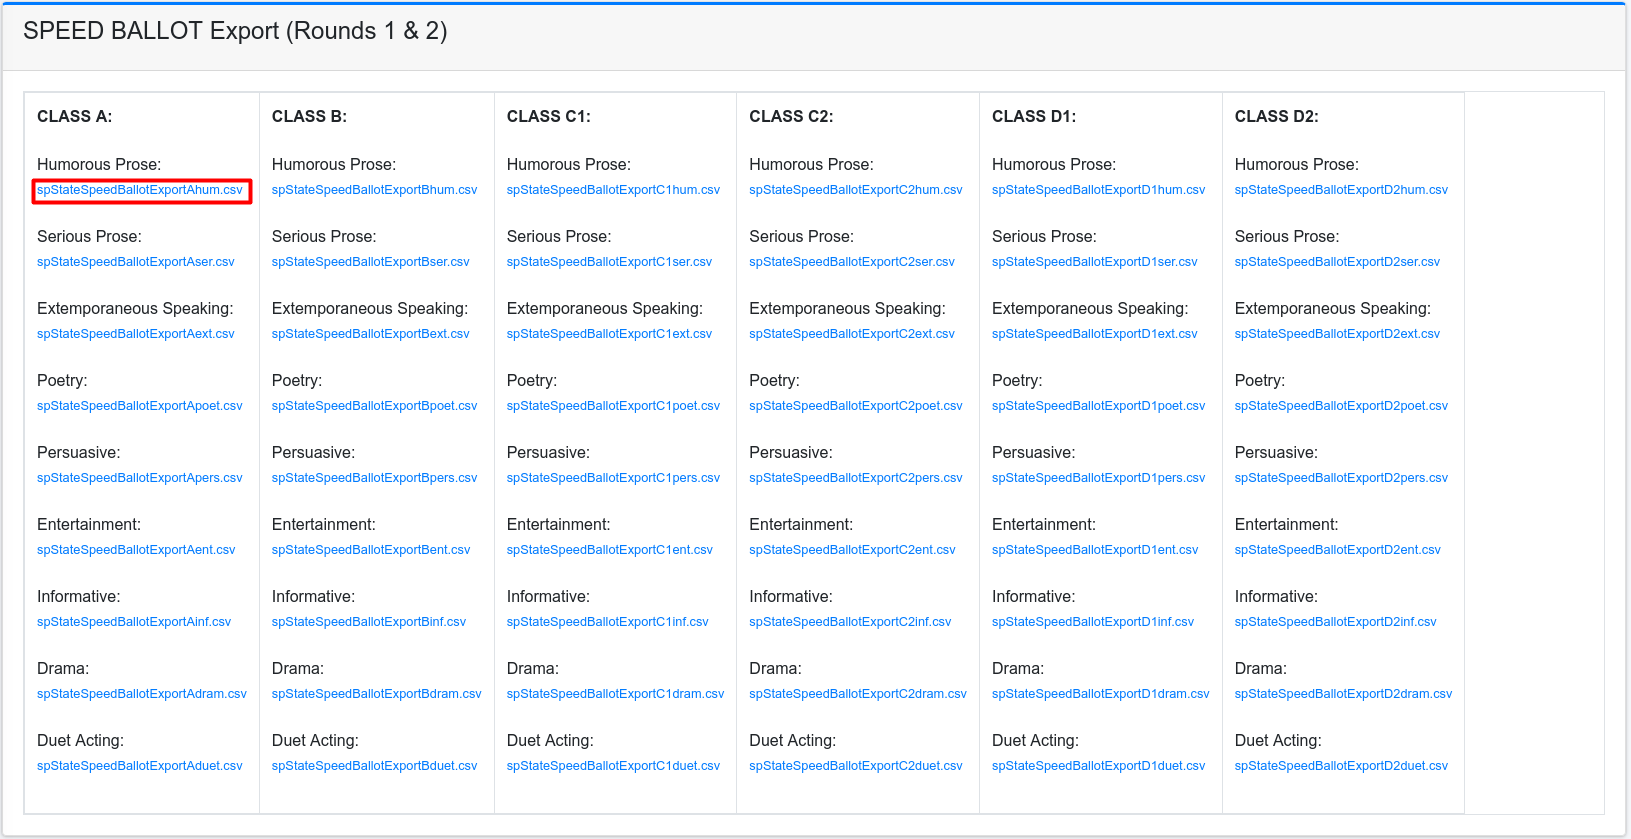 SPEED BALLOT Export (Rounds 1 & 2)
CLASS A:
Humorous Prose:
spStateSpeedBallotExportAhum.csv
Serious Prose:
spStateSpeedBallotExportAser.csv
Extemporaneous Speaking:
spStateSpeedBallotExportAext.csv
Poetry:
spStateSpeedBallotExportApoet.csv
Persuasive:
spStateSpeedBallotExportApers.csv
Entertainment:
spStateSpeedBallotExportAent.csv
Informative:
spStateSpeedBallotExportAinf.csv
Drama:
spStateSpeedBallotExportAdram.csv
Duet Acting:
spStateSpeedBallotExportAduet.csv
CLASS B:
Humorous Prose:
spStateSpeedBallotExportBhum.csv
Serious Prose:
spStateSpeedBallotExportBser.csv
Extemporaneous Speaking:
spStateSpeedBallotExportBext.csv
Poetry:
spStateSpeedBallotExportBpoet.csv
Persuasive:
spStateSpeedBallotExportBpers.csv
Entertainment:
spStateSpeedBallotExportBent.csv
Informative:
spStateSpeedBallotExportBinf.csv
Drama:
spStateSpeedBallotExportBdram.csv
Duet Acting:
spStateSpeedBallotExportBduet.csv
CLASS C1:
Humorous Prose:
spStateSpeedBallotExportC1hum.csv
Serious Prose:
spStateSpeedBallotExportC1ser.csv
Extemporaneous Speaking:
spStateSpeedBallotExportC1ext.csv
Poetry:
spStateSpeedBallotExportC1poet.csv
Persuasive:
spStateSpeedBallotExportC1pers.csv
Entertainment:
spStateSpeedBallotExportC1ent.csv
Informative:
spStateSpeedBallotExportC1inf.csv
Drama:
spStateSpeedBallotExportC1dram.csv
Duet Acting:
spStateSpeedBallotExportC1duet.csv
CLASS C2:
Humorous Prose:
spStateSpeedBallotExportC2hum.csv
Serious Prose:
spStateSpeedBallotExportC2ser.csv
Extemporaneous Speaking:
spStateSpeedBallotExportC2ext.csv
Poetry:
spStateSpeedBallotExportC2poet.csv
Persuasive:
spStateSpeedBallotExportC2pers.csv
Entertainment:
spStateSpeedBallotExportC2ent.csv
Informative:
spStateSpeedBallotExportC2inf.csv
Drama:
spStateSpeedBallotExportC2dram.csv
Duet Acting:
spStateSpeedBallotExportC2duet.csv
CLASS D1:
Humorous Prose:
spStateSpeedBallotExportD1hum.csv
Serious Prose:
spStateSpeedBallotExportD1ser.csv
Extemporaneous Speaking:
spStateSpeedBallotExportD1ext.csv
Poetry:
spStateSpeedBallotExportD1poet.csv
Persuasive:
spStateSpeedBallotExportD1pers.csv
Entertainment:
spStateSpeedBallotExportD1ent.csv
Informative:
spStateSpeedBallotExportD1inf.csv
Drama:
spStateSpeedBallotExportD1dram.csv
Duet Acting:
spStateSpeedBallotExportD1duet.csv
CLASS D2:
Humorous Prose:
spStateSpeedBallotExportD2hum.csv
Serious Prose:
spStateSpeedBallotExportD2ser.csv
Extemporaneous Speaking:
spStateSpeedBallotExportD2ext.csv
Poetry:
spStateSpeedBallotExportD2poet.csv
Persuasive:
spStateSpeedBallotExportD2pers.csv
Entertainment:
spStateSpeedBallotExportD2ent.csv
Informative:
spStateSpeedBallotExportD2inf.csv
Drama:
spStateSpeedBallotExportD2dram.csv
Duet Acting:
spStateSpeedBallotExportD2duet.csv